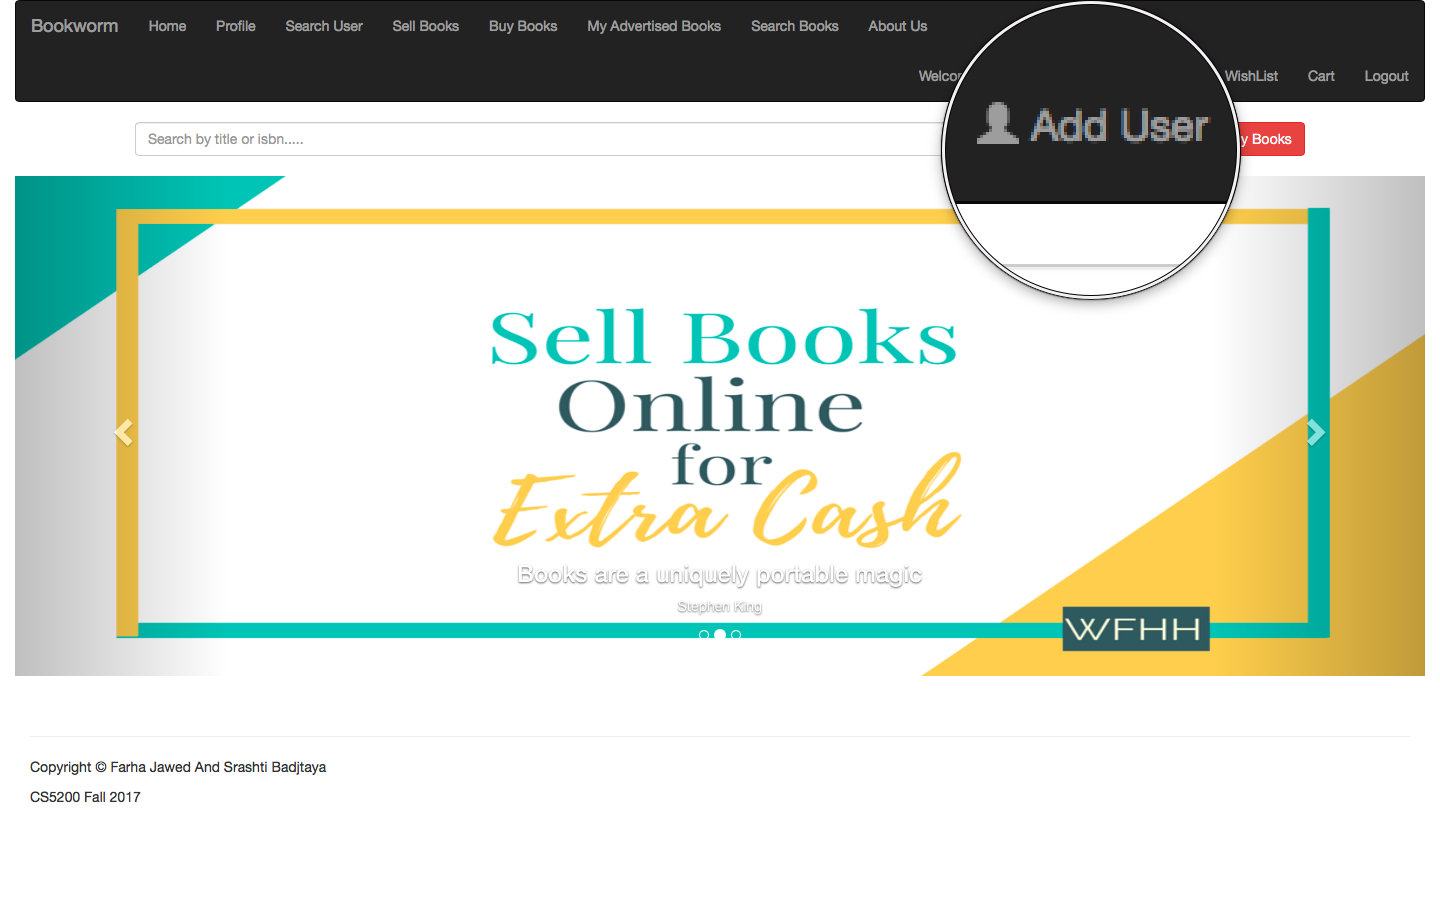 Bookworm Home Profile Search User Sell Books Buy Books My Advertised Books Search Books About Us
Add User WishList Cart Logout
Search by title or isbn..... Books
Sell Books
Online
for
Extra Cash
Books are a uniquely portable magic
Stephen King
WFHH
Copyright © Farha Jawed And Srashti Badjtaya
CS5200 Fall 2017